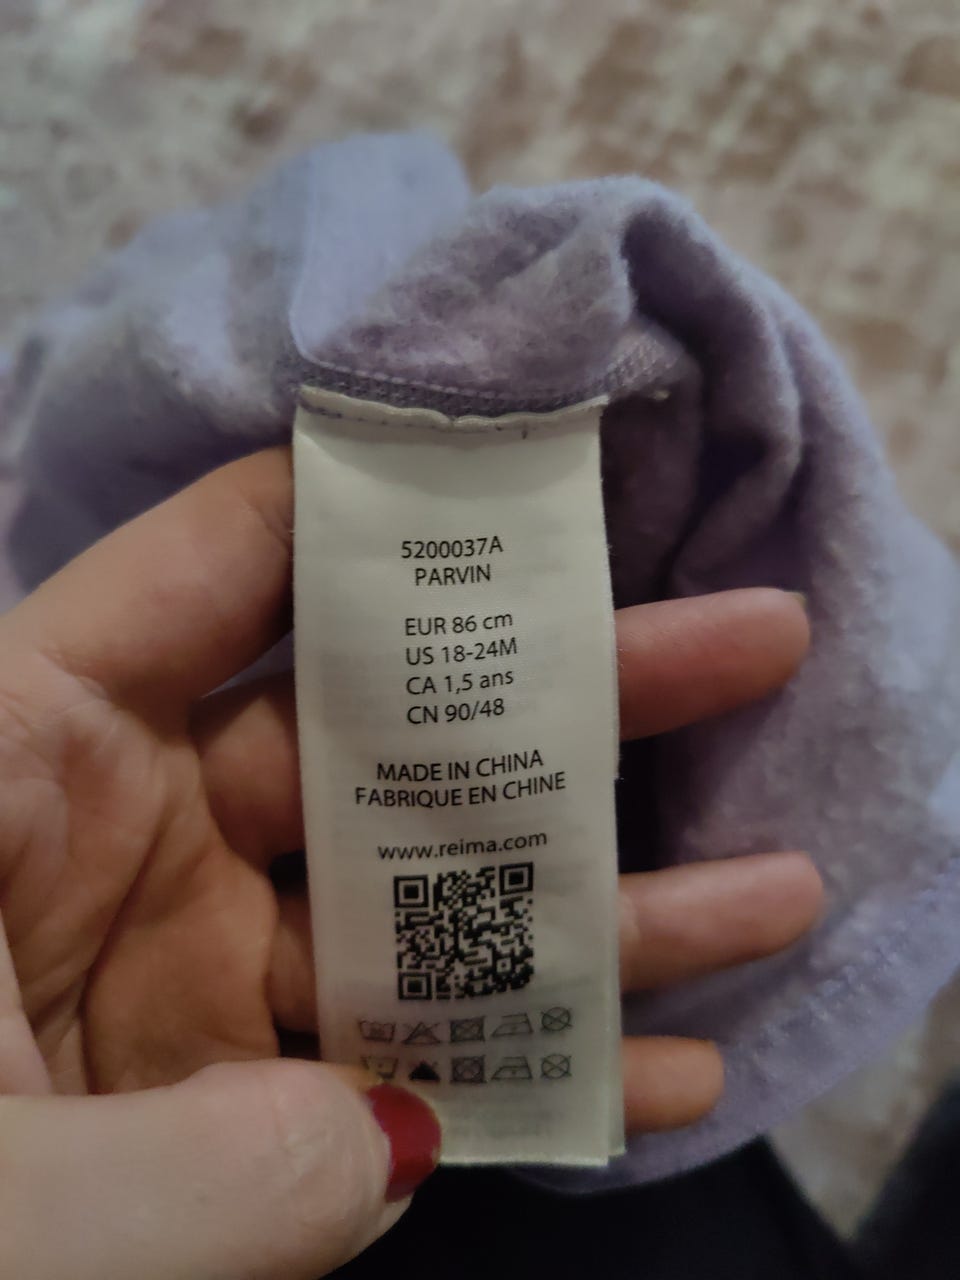 5200037A
PARVIN
EUR 86 cm
US 18-24M
CA 1,5 ans
CN 90/48
MADE IN CHINA
FABRIQUE EN CHINE
www.reima.com